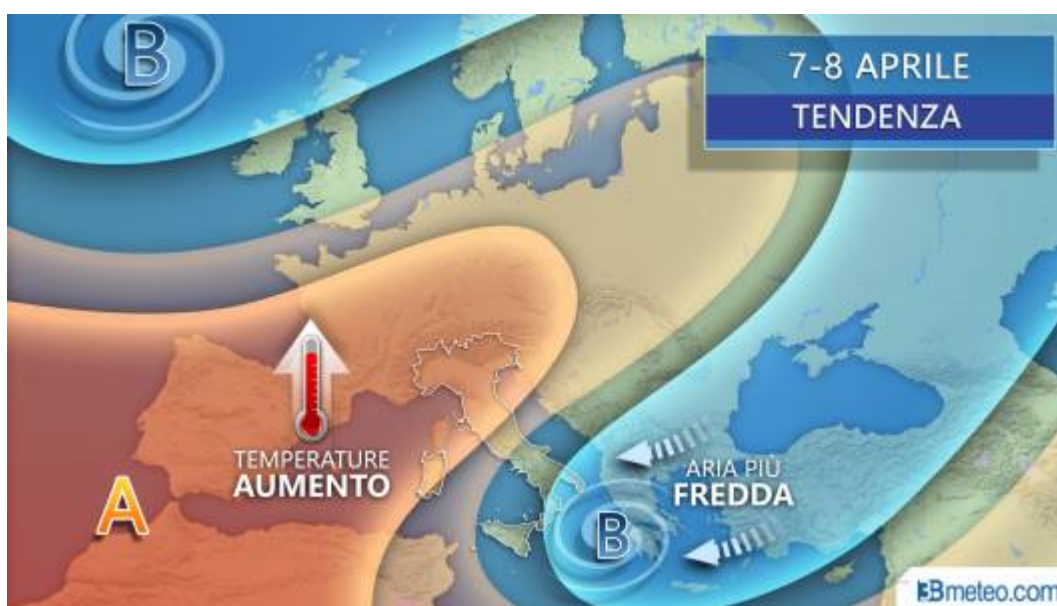 B
7-8 APRILE
TENDENZA
TEMPERATURE
AUMENTO
ARIA PIÙ
FREDDA
A
B
3Bmeteo.com